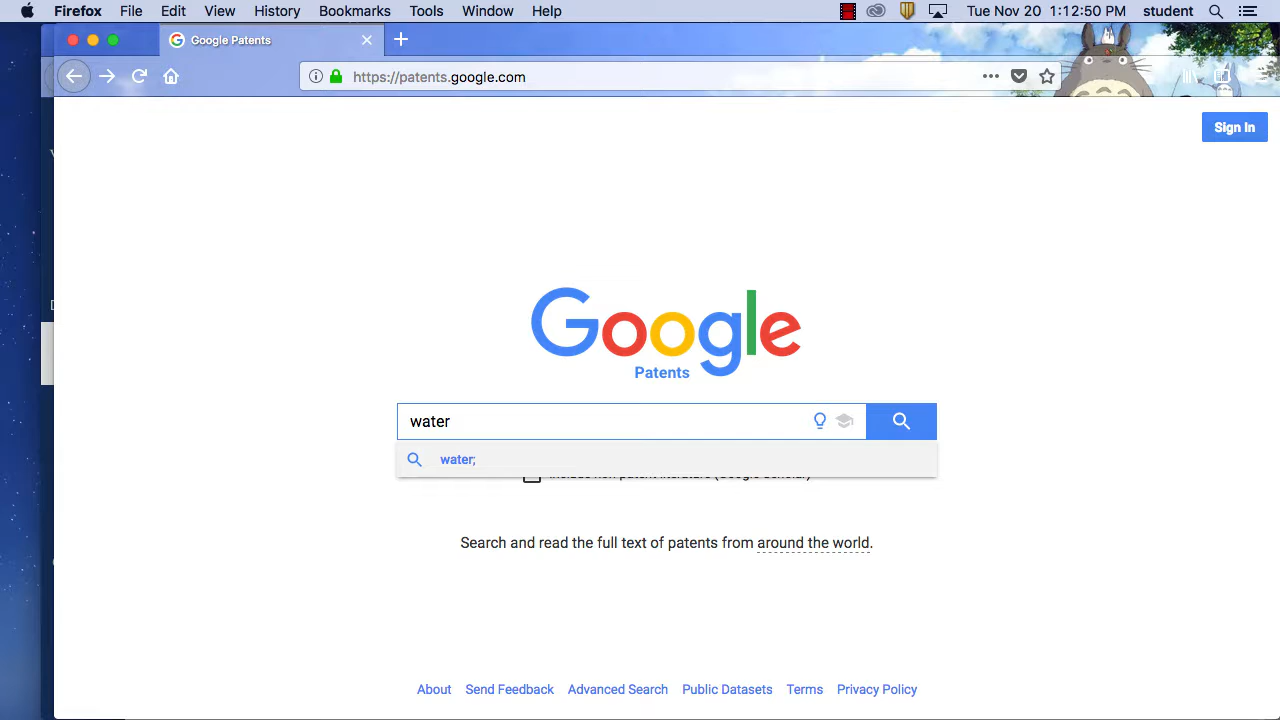 Firefox File Edit View History Bookmarks Tools Window Help Tue Nov 20 1:12:50 PM student
Google Patents
https://patents.google.com
Sign In
Google
Patents
water
water;
Search and read the full text of patents from around the world.
About Send Feedback Advanced Search Public Datasets Terms Privacy Policy